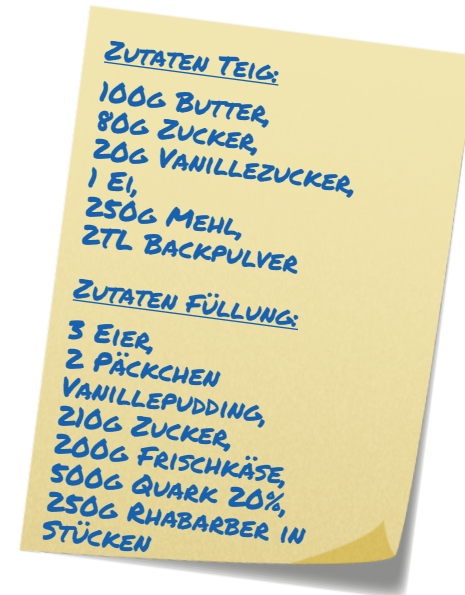 Zutaten Teig:
100g Butter,
80g Zucker,
20g Vanillezucker,
1 Ei,
250g Mehl,
2TL Backpulver
Zutaten Füllung:
3 Eier,
2 Päckchen
Vanillepudding,
210g Zucker,
200g Frischkäse,
500g Quark 20%,
250g Rhabarber in
Stücken